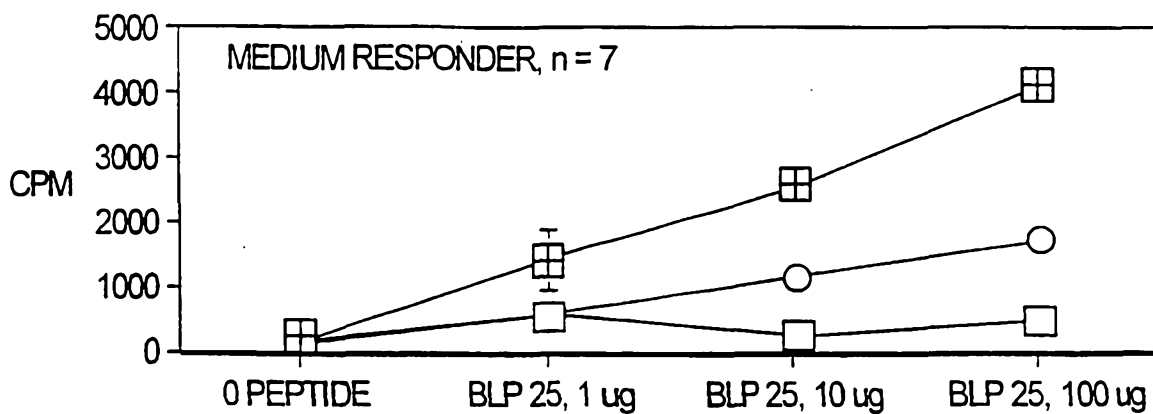 5000
MEDIUM RESPONDER, n = 7
4000
3000
CPM
2000
1000
0
0 PEPTIDE BLP 25, 1 ug BLP 25, 10 ug BLP 25, 100 ug